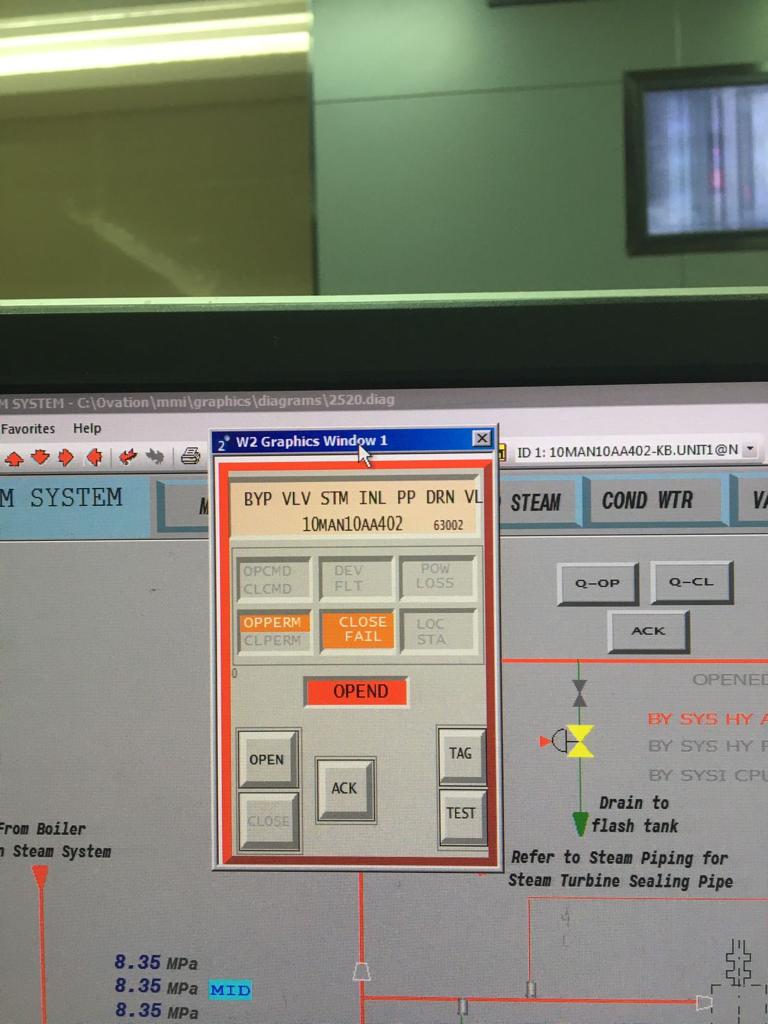 M SYSTEM - C:\Ovation\mmi\graphics\diagrams\2520.diag
Favorites Help
W2 Graphics Window 1
ID 1: 10MAN10AA402-KB.UNIT1@N
M SYSTEM
STEAM
COND WTR
BYP VLV STM INL PP DRN VL
10MAN10AA402 63002
OPCMD
CLCMD
DEV
FLT
POW
LOSS
OPPERM
CLPERM
CLOSE
FAIL
LOC
STA
0
OPEND
OPEN
CLOSE
ACK
TAG
TEST
Q-OP
Q-CL
ACK
OPENED
BY SYS HY
BY SYS HY
BY SYSI CPU
Drain to
flash tank
Refer to Steam Piping for
Steam Turbine Sealing Pipe
From Boiler
Steam System
8.35 MPa
8.35 MPa MID
8.35 MPa